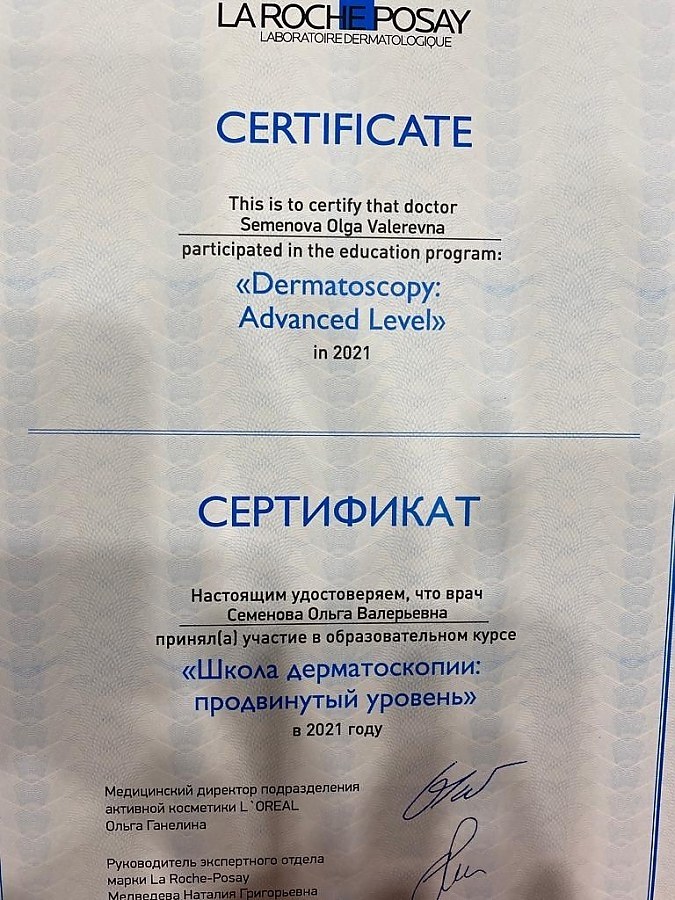 LA ROCHE POSAY
LABORATOIRE DERMATOLOGIQUE
CERTIFICATE
This is to certify that doctor
Semenova Olga Valerevna
participated in the education program:
«Dermatoscopy:
Advanced Level»
in 2021
СЕРТИФИКАТ
Настоящим удостоверяем, что врач
Семенова Ольга Валерьевна
принял(а) участие в образовательном курсе
«Школа дерматоскопии:
продвинутый уровень»
в 2021 году
Медицинский директор подразделения
активной косметики L`OREAL
Ольга Ганелина
Руководитель экспертного отдела
марки La Roche-Posay
Медведева Наталия Григорьевна